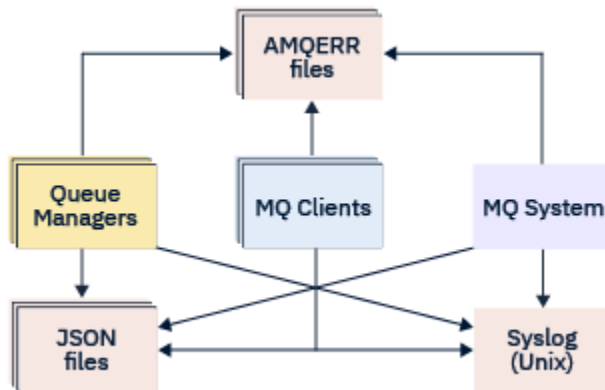 AMQERR
files
Queue
Managers
MQ Clients
MQ System
JSON
files
Syslog
(Unix)